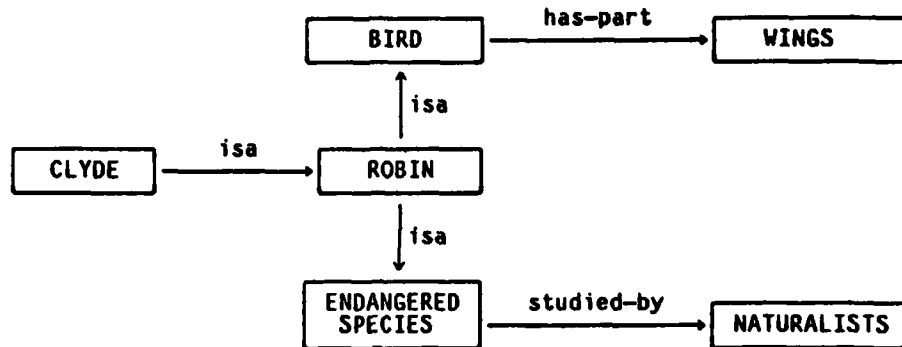 BIRD
has-part
WINGS
isa
CLYDE
isa
ROBIN
isa
ENDANGERED
SPECIES
studied-by
NATURALISTS